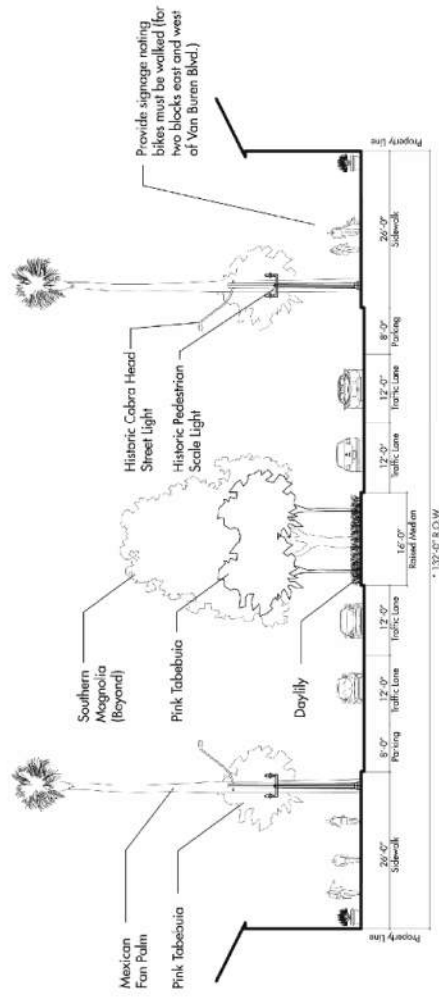 Mexican
Fan Palm
Pink Tabebuia
Southern
Magnolia
(Beyond)
Pink Tabebuia
Daylily
Historic Cobra Head
Street Light
Historic Pedestrian
Scale Light
Provide signage noting
bikes must be walked (for
two blocks east and west
of Van Buren Blvd.)
Property Line
26'-0"
Sidewalk
8'-0"
Parking
12'-0"
Traffic Lane
12'-0"
Traffic Lane
16'-0"
Raised Median
12'-0"
Traffic Lane
12'-0"
Traffic Lane
8'-0"
Parking
26'-0"
Sidewalk
Property Line
* 132'-0" R.O.W.